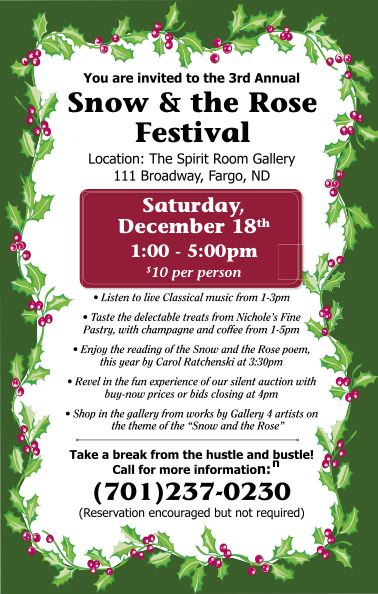 You are invited to the 3rd Annual
Snow & the Rose
Festival
Location: The Spirit Room Gallery
111 Broadway, Fargo, ND
Saturday,
December 18th
1:00 - 5:00pm
$10 per person
• Listen to live Classical music from 1-3pm
• Taste the delectable treats from Nichole's Fine
Pastry, with champagne and coffee from 1-5pm
• Enjoy the reading of the Snow and the Rose poem,
this year by Carol Ratchenski at 3:30pm
• Revel in the fun experience of our silent auction with
buy-now prices or bids closing at 4pm
• Shop in the gallery from works by Gallery 4 artists on
the theme of the "Snow and the Rose"
Take a break from the hustle and bustle!
Call for more information:n
(701)237-0230
(Reservation encouraged but not required)